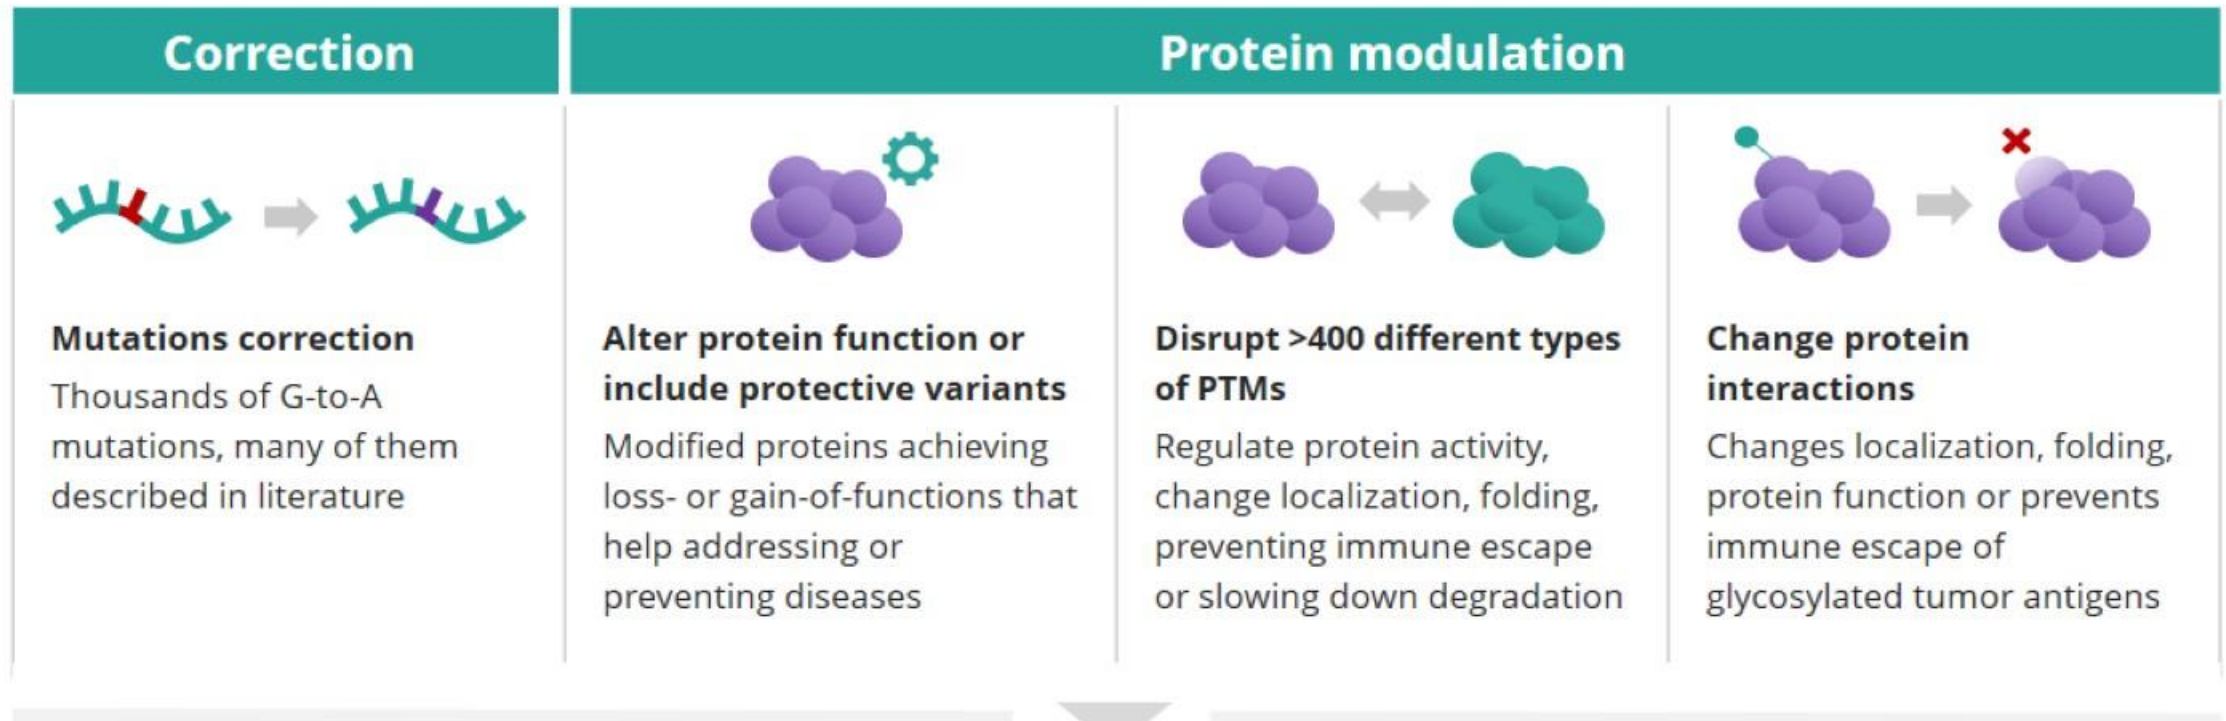 Correction
Protein modulation
Mutations correction
Thousands of G-to-A
mutations, many of them
described in literature
Alter protein function or
include protective variants
Modified proteins achieving
loss- or gain-of-functions that
help addressing or
preventing diseases
Disrupt >400 different types
of PTMs
Regulate protein activity,
change localization, folding,
preventing immune escape
or slowing down degradation
Change protein
interactions
Changes localization, folding,
protein function or prevents
immune escape of
glycosylated tumor antigens